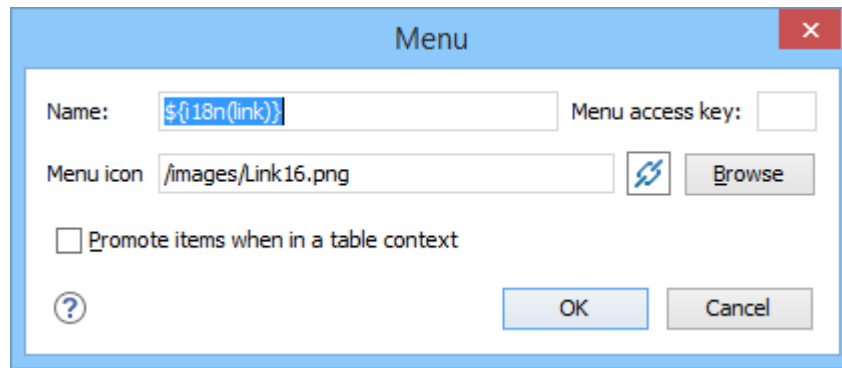 Menu
Name: ${i18n(link)} Menu access key:
Menu icon /images/Link16.png Browse
Promote items when in a table context
? OK Cancel